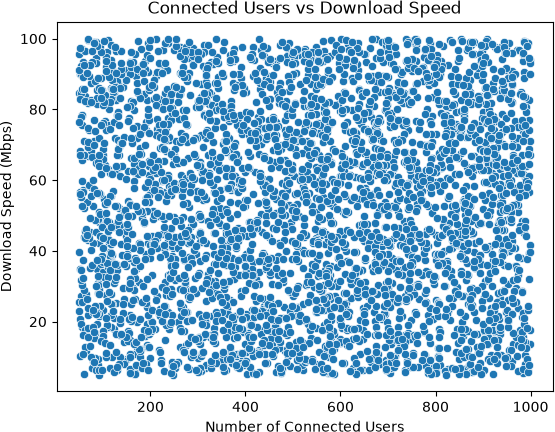 Connected Users vs Download Speed
100
80
60
40
20
Download Speed (Mbps)
200 400 600 800 1000
Number of Connected Users